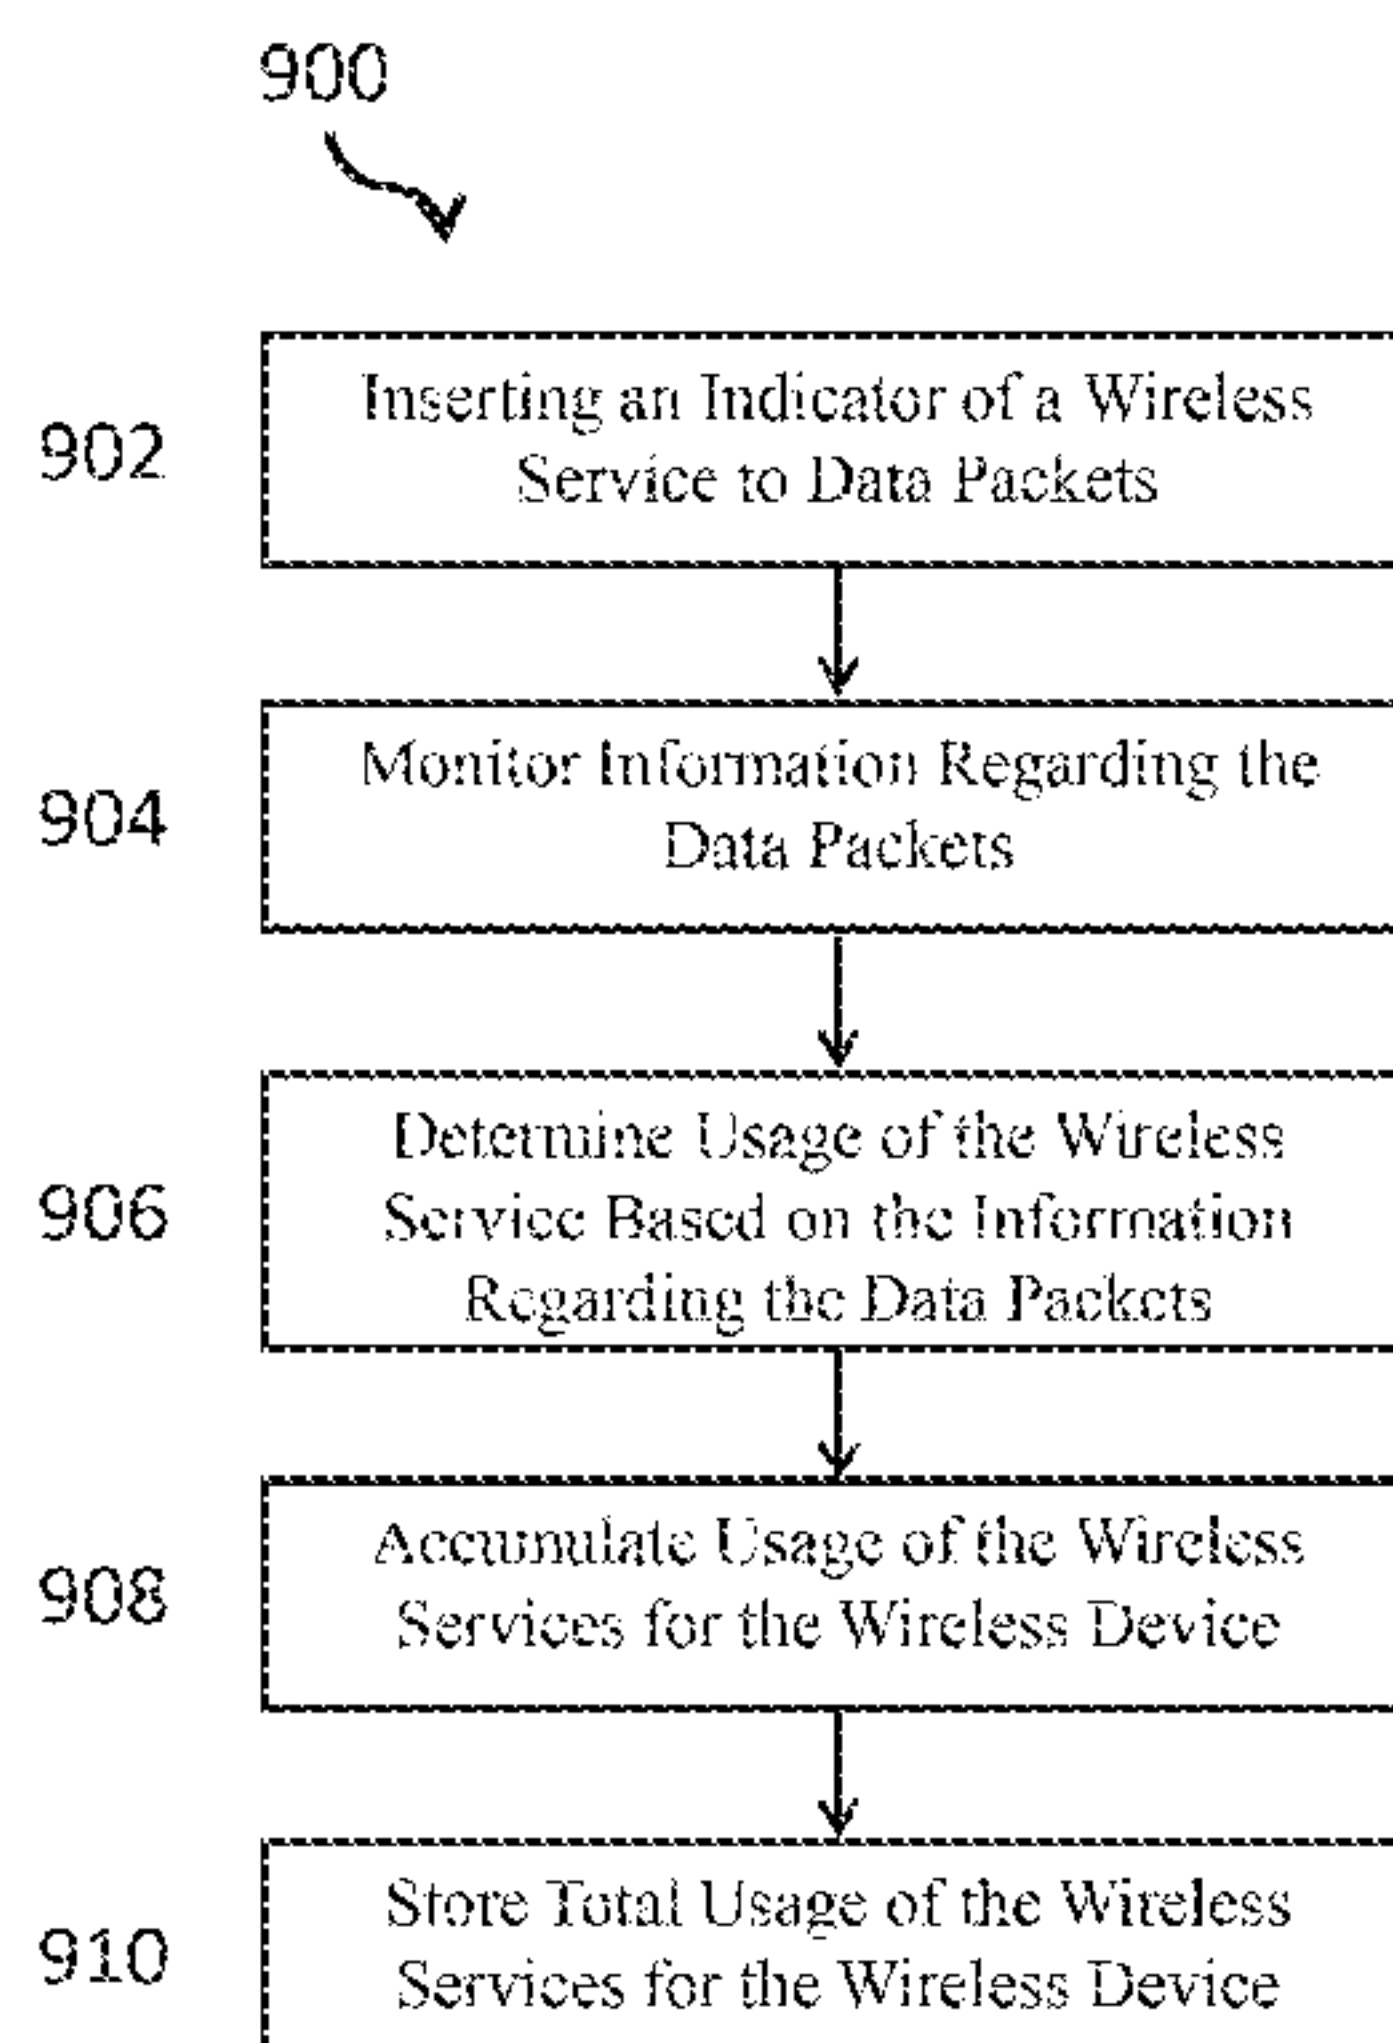 900
902
Inserting an Indicator of a Wireless
Service to Data Packets
904
Monitor Information Regarding the
Data Packets
906
Determine Usage of the Wireless
Service Based on the Information
Regarding the Data Packets
908
Accumulate Usage of the Wireless
Services for the Wireless Device
910
Store Total Usage of the Wireless
Services for the Wireless Device